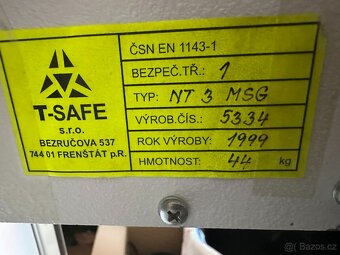 T-SAFE
s.r.o.
BEZRUČOVA 537
744 01 FRENŠTÁT p.R.
ČSN EN 1143-1
BEZPEČ.TŘ.: 1
TYP: NT 3 MSG
VÝROB.ČÍS.: 5334
ROK VÝROBY: 1999
HMOTNOST: 44 kg
Bazos.cz